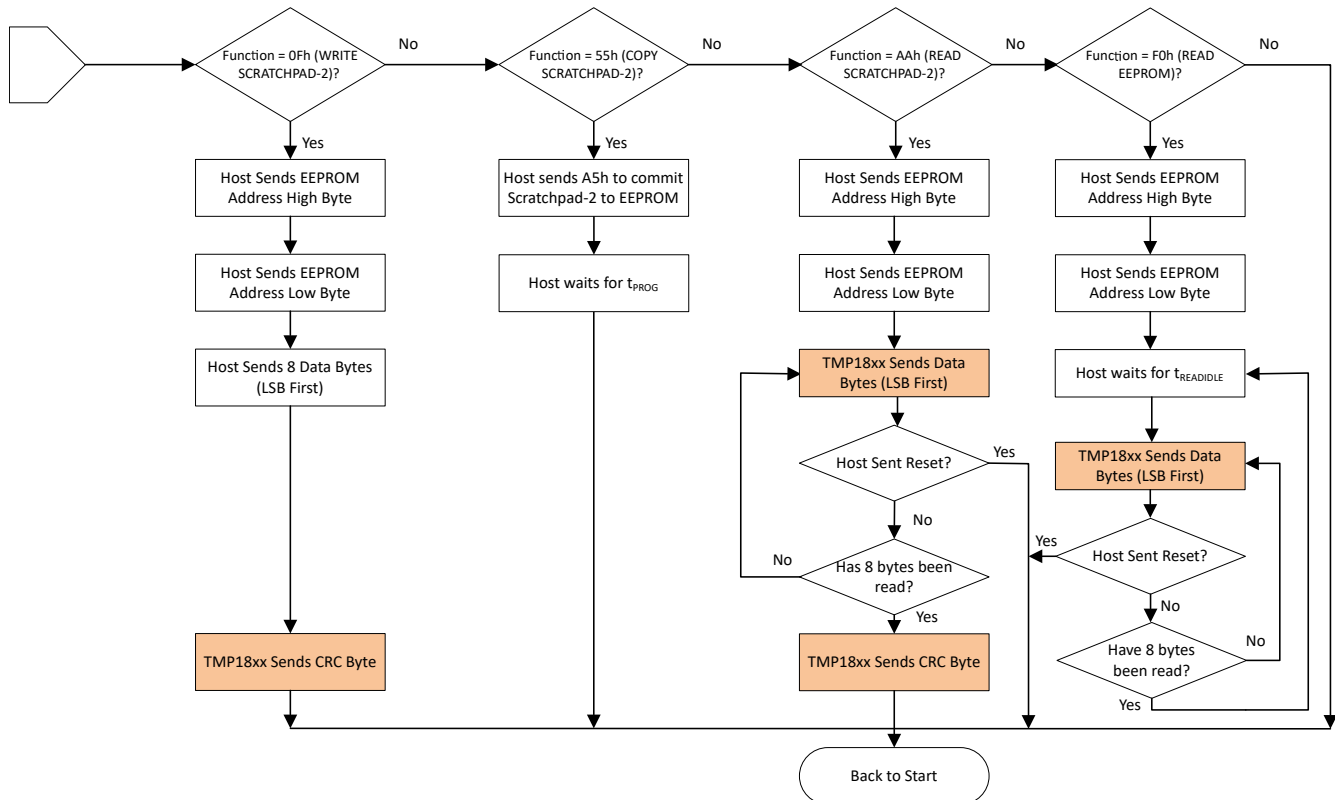 Function = 0Fh (WRITE
SCRATCHPAD-2)?
No
Yes
Function = 55h (COPY
SCRATCHPAD-2)?
No
Yes
Function = AAh (READ
SCRATCHPAD-2)?
No
Yes
Function = F0h (READ
EEPROM)?
No
Yes
Host Sends EEPROM
Address High Byte
Host Sends EEPROM
Address Low Byte
Host Sends 8 Data Bytes
(LSB First)
TMP18xx Sends CRC Byte
Host sends A5h to commit
Scratchpad-2 to EEPROM
Host waits for tPROG
Host Sends EEPROM
Address High Byte
Host Sends EEPROM
Address Low Byte
TMP18xx Sends Data
Bytes (LSB First)
Host Sent Reset?
Yes
No
Has 8 bytes been
read?
No
Yes
TMP18xx Sends CRC Byte
Host Sends EEPROM
Address High Byte
Host Sends EEPROM
Address Low Byte
Host waits for tREADIDLE
TMP18xx Sends Data
Bytes (LSB First)
Host Sent Reset?
Yes
No
Have 8 bytes
been read?
No
Yes
Back to Start